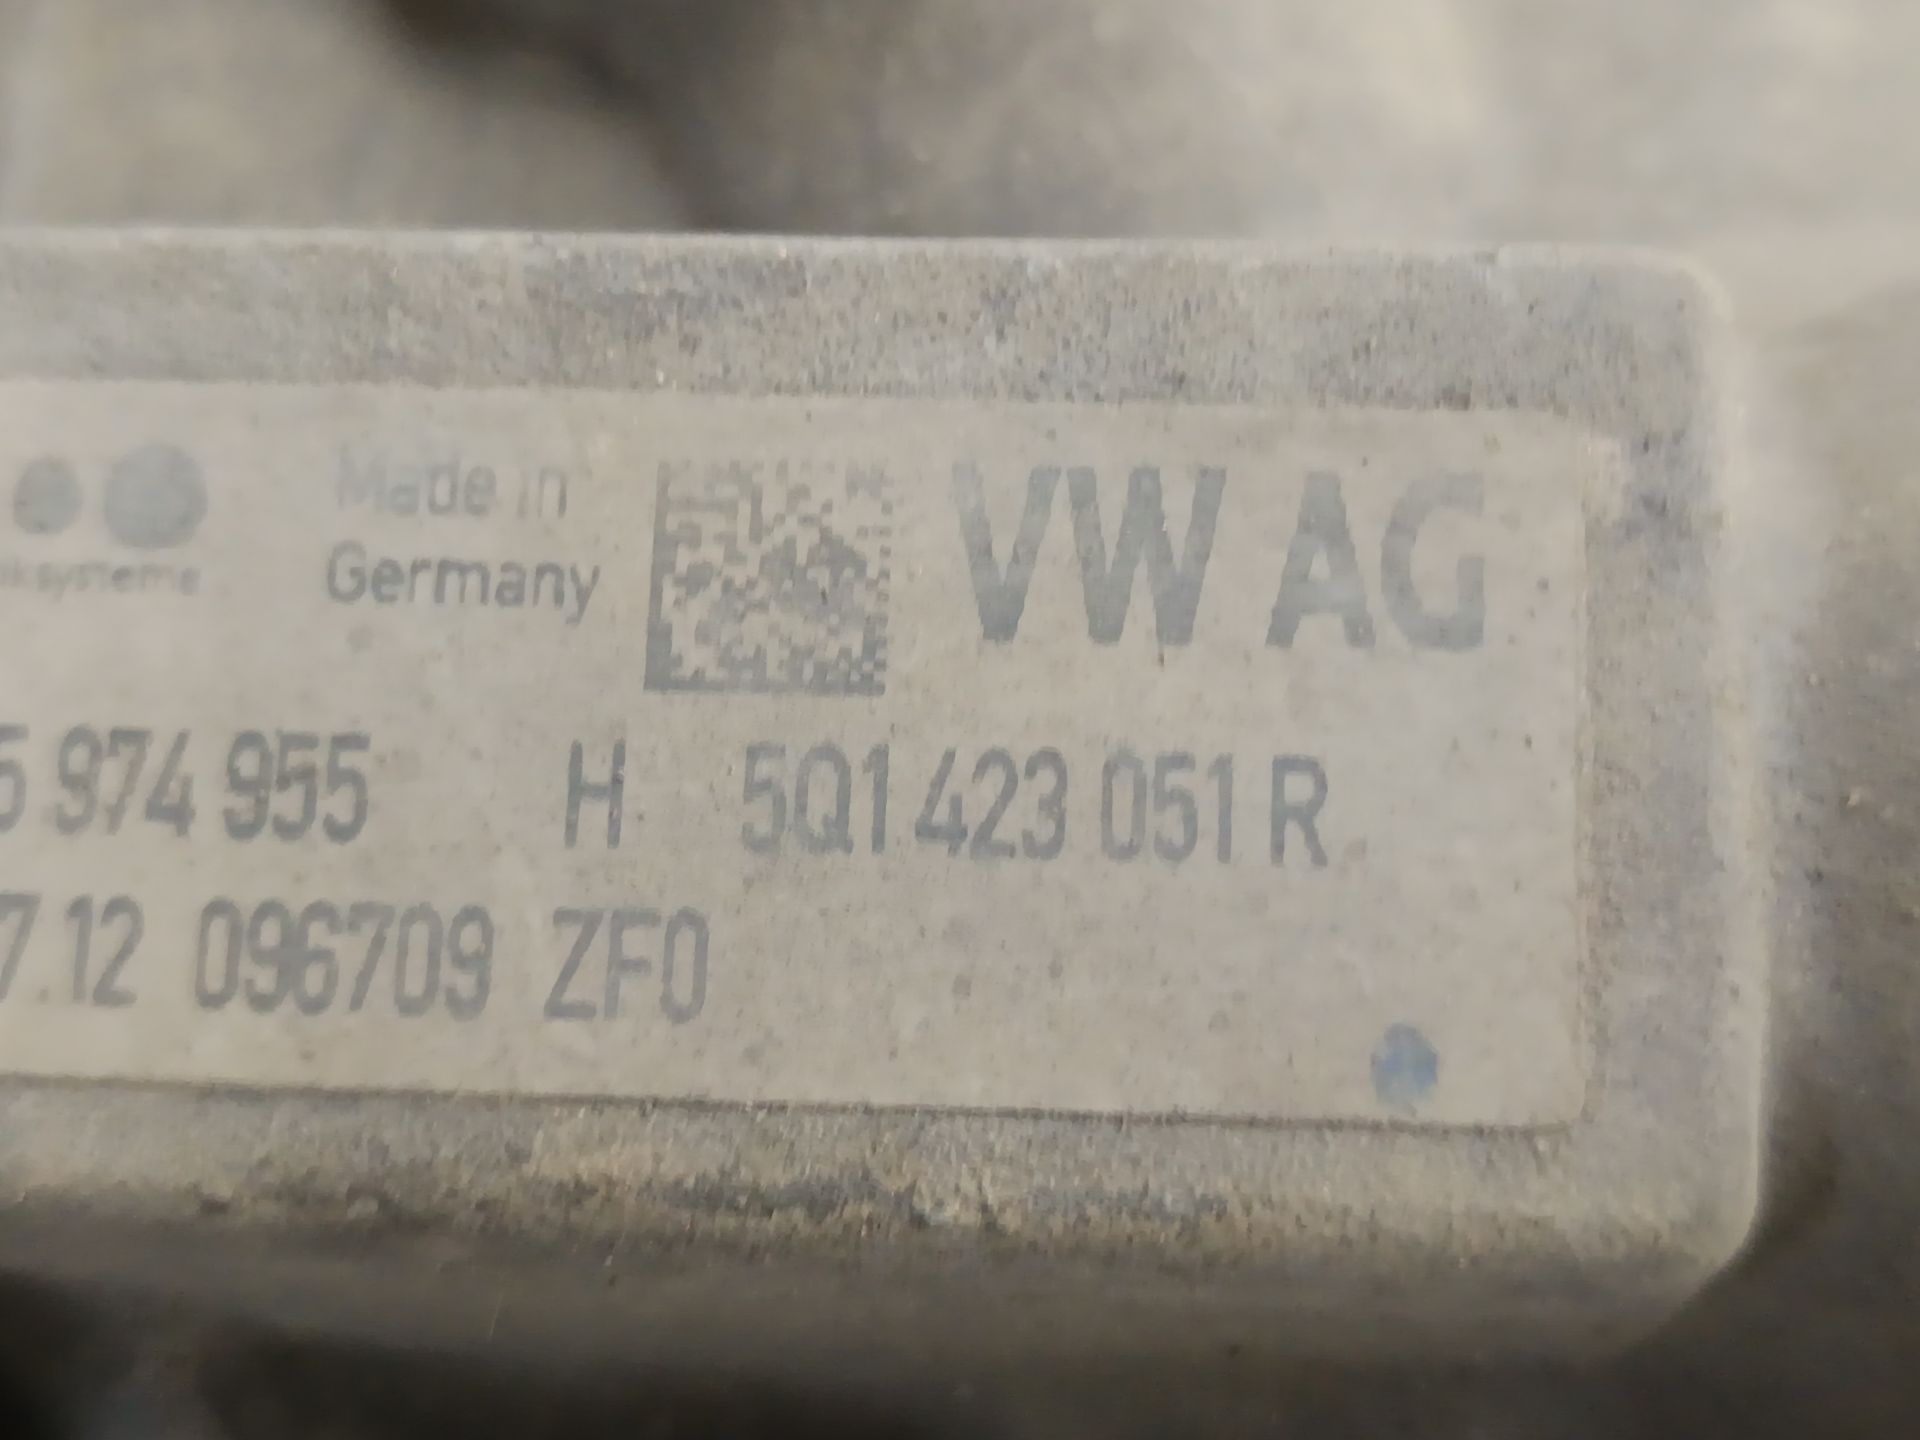 Made in
Germany
VW AG
5 974 955 H 5Q1 423 051 R
7.12 096709 ZF0